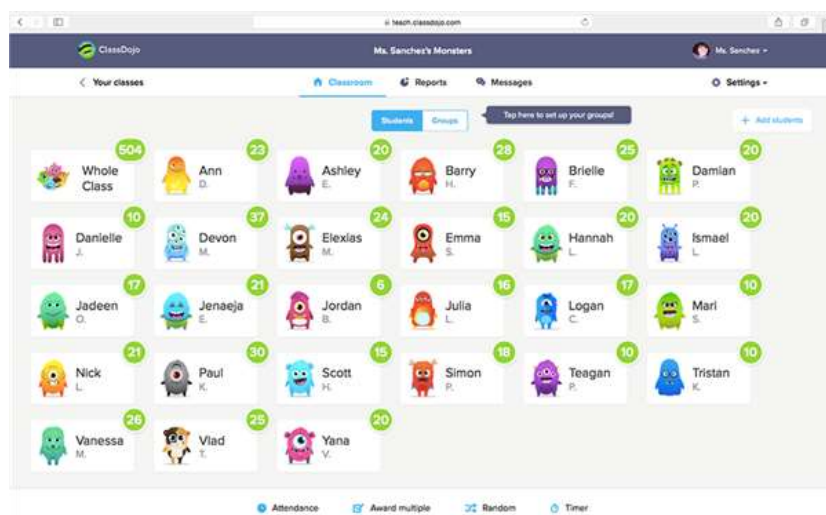 teach.classdojo.com
ClassDojo
Ms. Sanchez's Monsters
Ms. Sanchez
Your classes
Classroom
Reports
Messages
Settings
Students
Groups
Tap here to set up your groups!
+ Add students
504
Whole
Class
23
Ann
D.
20
Ashley
E.
28
Barry
H.
25
Brielle
F.
20
Damian
P.
10
Danielle
J.
37
Devon
M.
24
Elexias
M.
15
Emma
S.
20
Hannah
L.
20
Ismael
L.
17
Jadeen
O.
21
Jenaeja
E.
6
Jordan
B.
16
Julia
L.
17
Logan
C.
10
Mari
S.
21
Nick
L.
30
Paul
K.
15
Scott
H.
18
Simon
P.
10
Teagan
P.
10
Tristan
K.
26
Vanessa
M.
25
Vlad
T.
20
Yana
V.
Attendance
Award multiple
Random
Timer